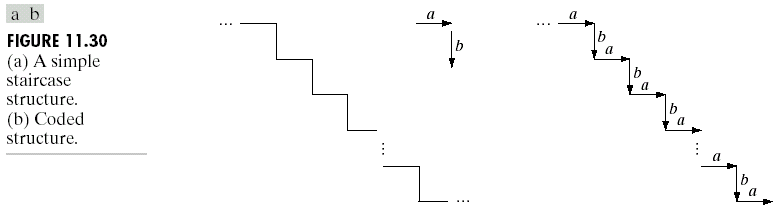 a b
FIGURE 11.30
(a) A simple
staircase
structure.
(b) Coded
structure.
...
a
b
...
...
...
a
b
a
b
a
b
a
...
a
b
a